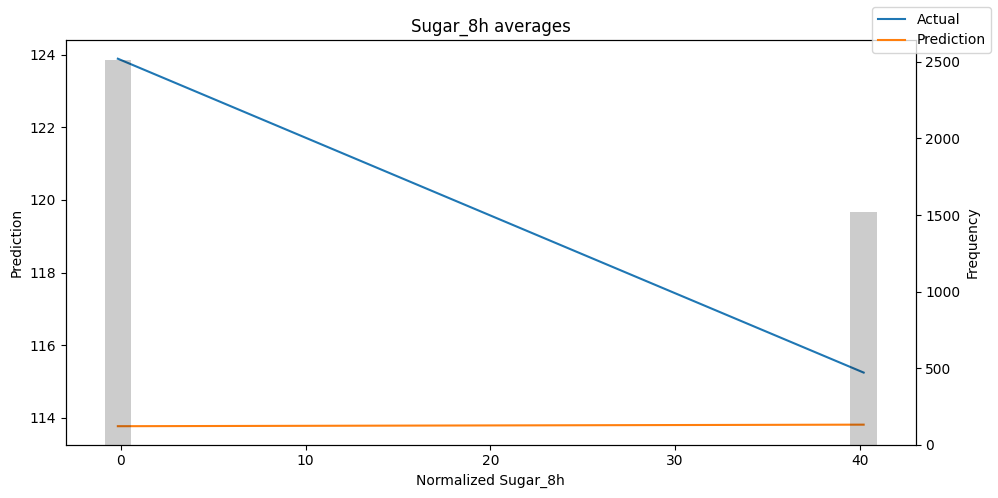 Sugar_8h averages
Actual
Prediction
124
122
120
118
116
114
Prediction
2500
2000
1500
1000
500
0
Frequency
0
10
20
30
40
Normalized Sugar_8h